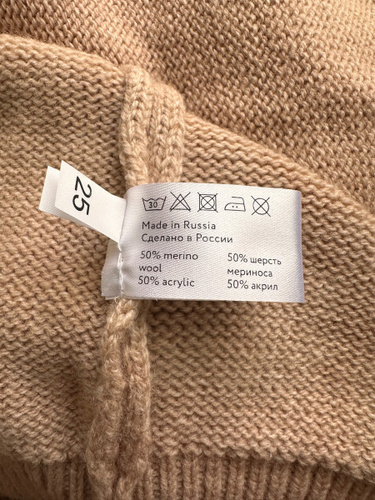 25
30
Made in Russia
Сделано в России
50% merino
wool
50% acrylic
50% шерсть
мериноса
50% акрил